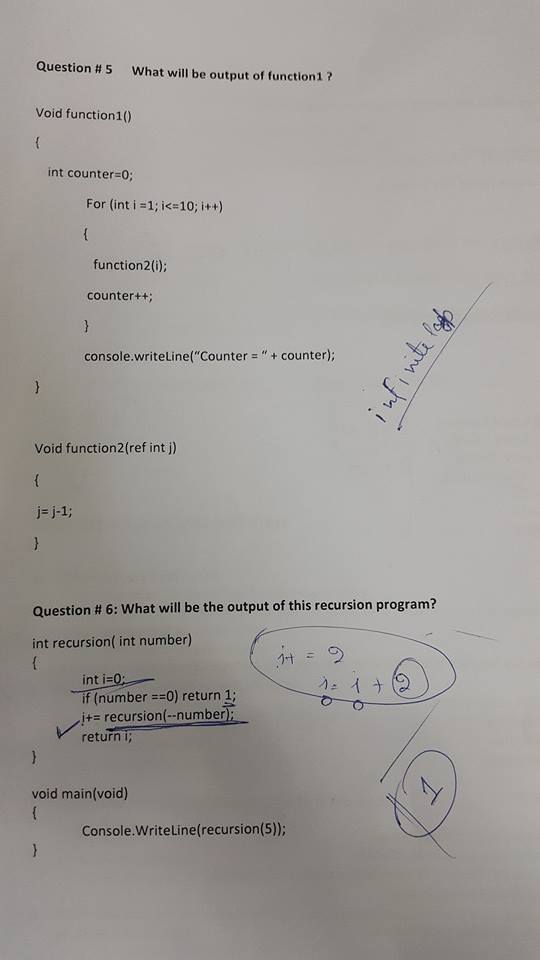 Question # 5 What will be output of function1 ?
Void function1()
{
int counter=0;
For (int i =1; i<=10; i++)
{
function2(i);
counter++;
}
console.writeLine("Counter = " + counter);
}
infinite loop
Void function2(ref int j)
{
j= j-1;
}
Question # 6: What will be the output of this recursion program?
int recursion( int number)
{
int i=0;
if (number ==0) return 1;
i+= recursion(--number);
return i;
}
i+ = 2
i= i + 2
0 0
1
void main(void)
{
Console.WriteLine(recursion(5));
}